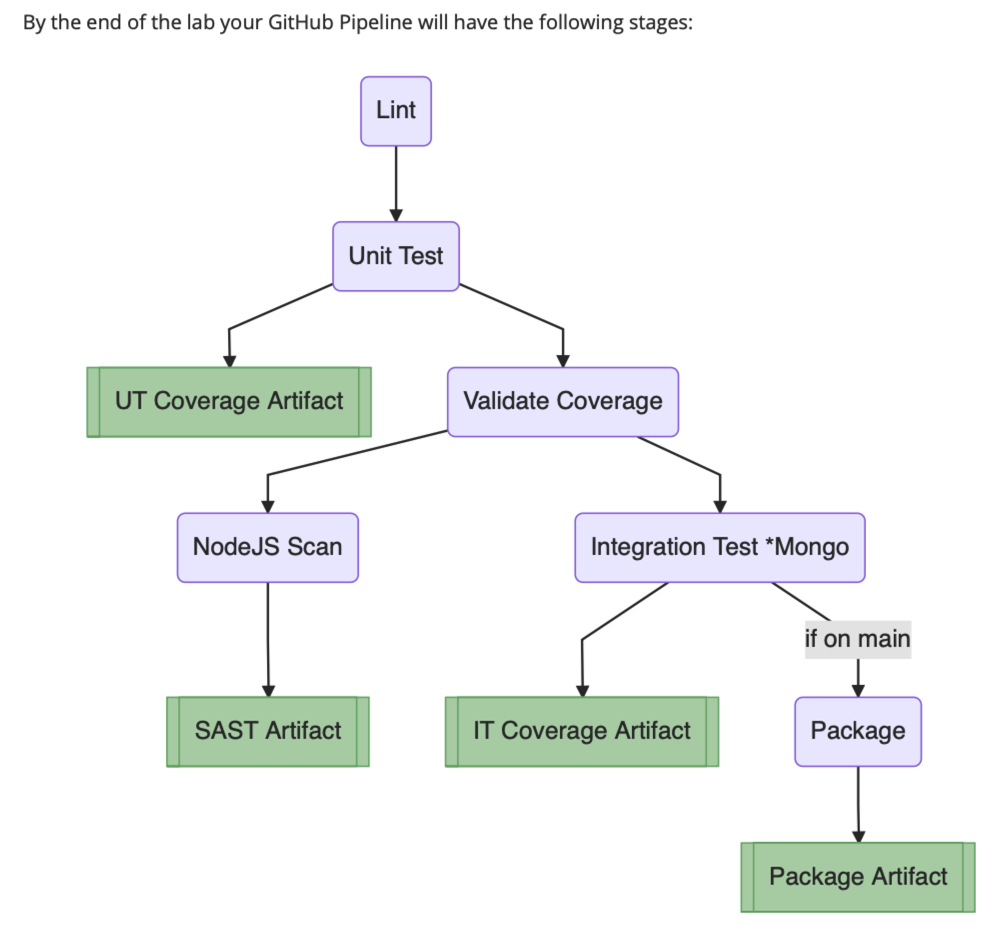 By the end of the lab your GitHub Pipeline will have the following stages:
Lint
Unit Test
UT Coverage Artifact
Validate Coverage
NodeJS Scan
Integration Test *Mongo
if on main
SAST Artifact
IT Coverage Artifact
Package
Package Artifact